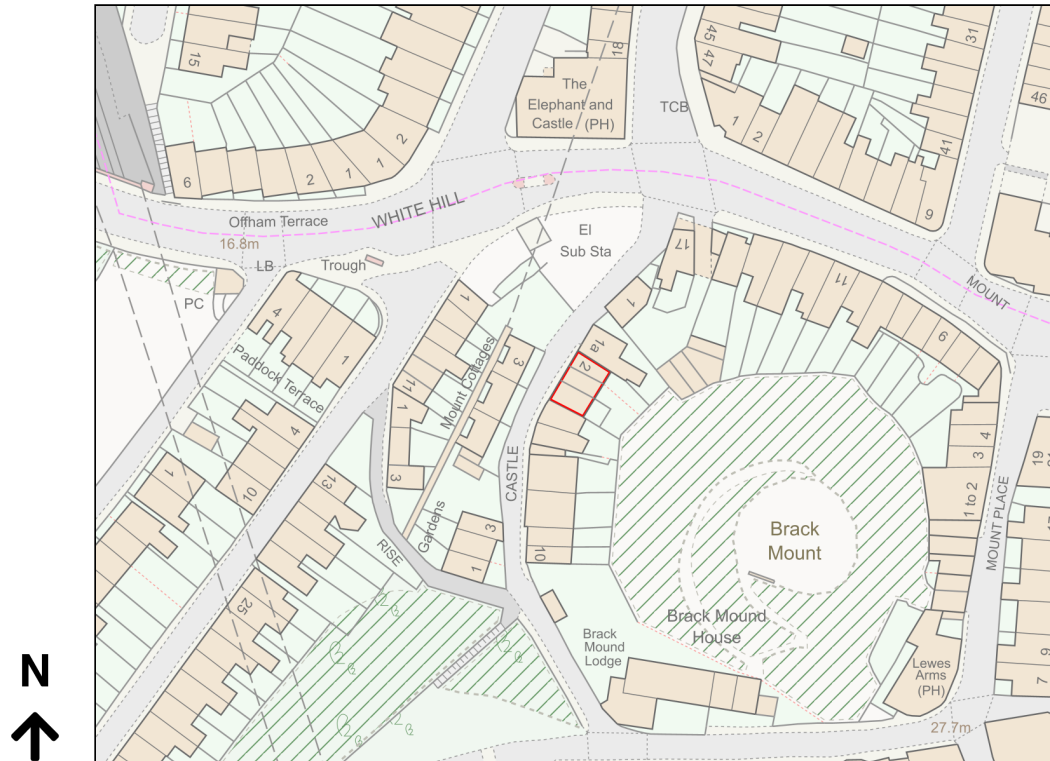 15
18
The
Elephant and
Castle (PH)
TCB
45
47
1
2
31
46
41
9
6
2
1
1
2
Offham Terrace
WHITE HILL
16.8m
LB
Trough
PC
El
Sub Sta
17
11
MOUNT
6
4
1
Paddock Terrace
1
11
1
3
Mount Cottages
3
1
1a
2
CASTLE
4
10
1
13
3
1
Gardens
RISE
10
25
Brack
Mount
4
3
1 to 2
MOUNT PLACE
19
9
7
Brack Mound
House
Brack
Mound
Lodge
Lewes
Arms
(PH)
27.7m
N